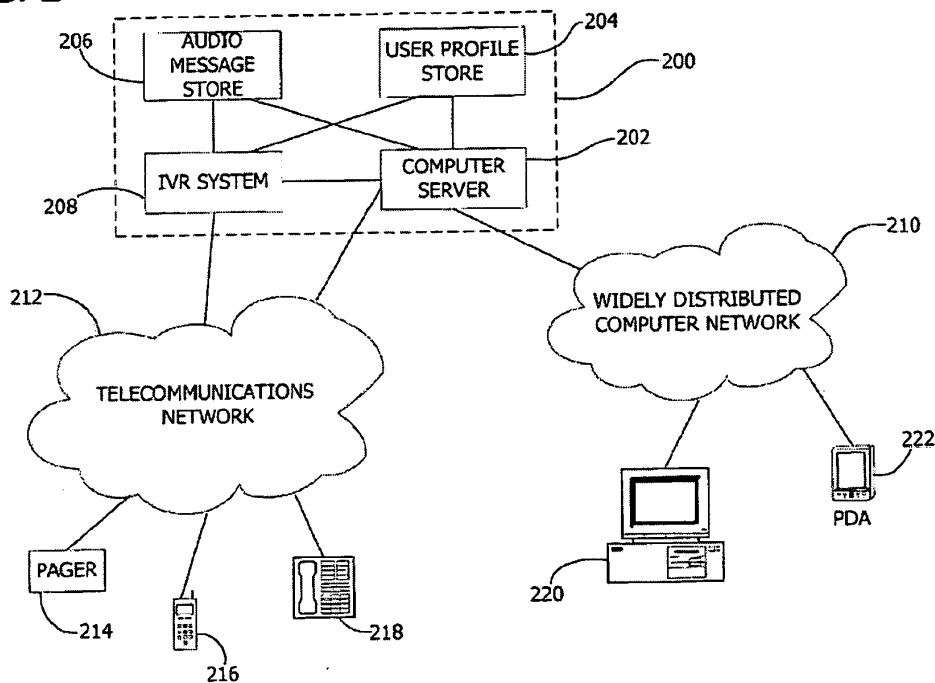 206
AUDIO
MESSAGE
STORE
USER PROFILE
STORE
204
200
IVR SYSTEM
COMPUTER
SERVER
202
208
210
212
WIDELY DISTRIBUTED
COMPUTER NETWORK
TELECOMMUNICATIONS
NETWORK
222
PDA
PAGER
214
216
218
220